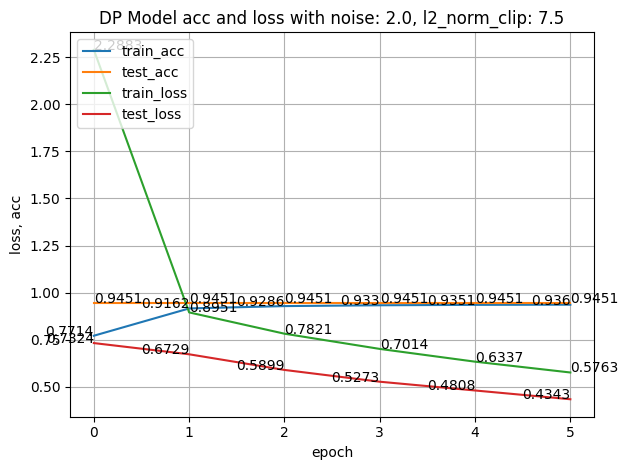 DP Model acc and loss with noise: 2.0, l2_norm_clip: 7.5
2.2883
train_acc
test_acc
train_loss
test_loss
2.25
2.00
1.75
1.50
1.25
1.00
0.75
0.50
loss, acc
0.9451 0.9451 0.9451 0.9451 0.9451 0.9451
0.7714 0.9162 0.9286 0.933 0.9351 0.936
0.8951 0.7821 0.7014 0.6337 0.5763
0.7324 0.6729 0.5899 0.5273 0.4808 0.4343
0 1 2 3 4 5
epoch